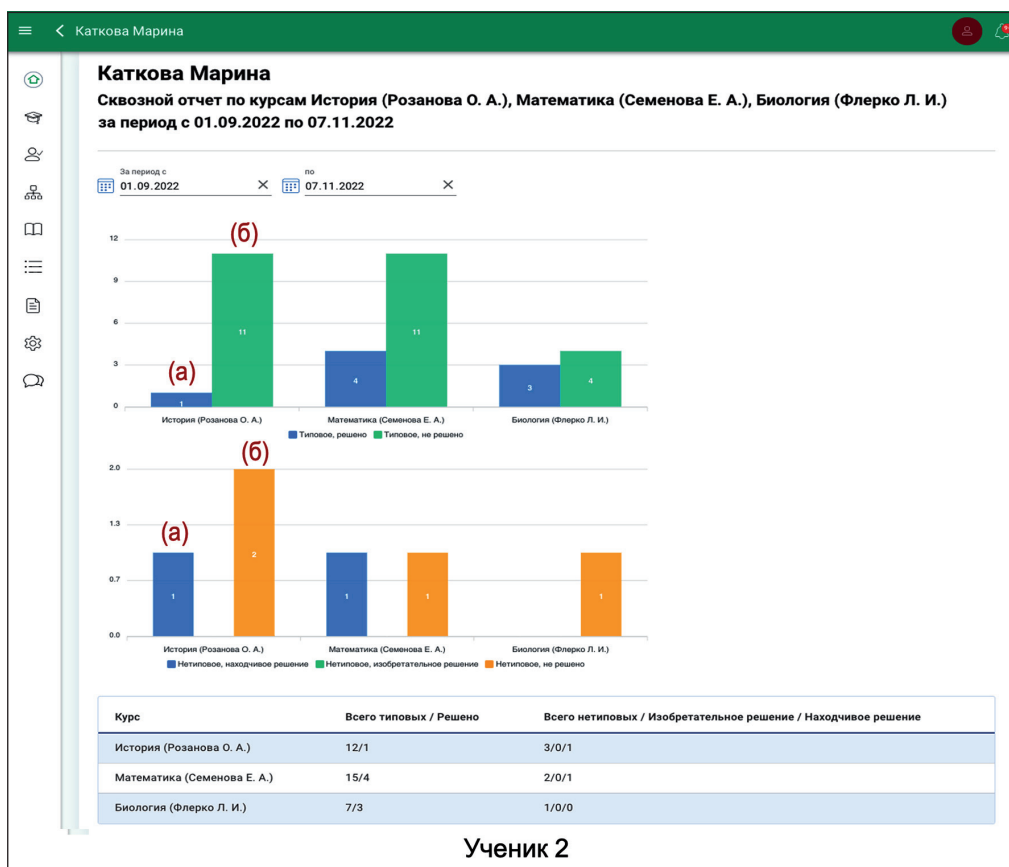 Каткова Марина
Каткова Марина
Сквозной отчет по курсам История (Розанова О. А.), Математика (Семенова Е. А.), Биология (Флерко Л. И.)
за период с 01.09.2022 по 07.11.2022
За период с
по
01.09.2022
07.11.2022
12
9
6
3
0
(а)
(б)
1
11
4
11
3
4
История (Розанова О. А.)
Математика (Семенова Е. А.)
Биология (Флерко Л. И.)
Типовое, решено
Типовое, не решено
2.0
1.3
0.7
0.0
(а)
(б)
1
2
1
1
1
История (Розанова О. А.)
Математика (Семенова Е. А.)
Биология (Флерко Л. И.)
Нетиповое, находчивое решение
Нетиповое, изобретательное решение
Нетиповое, не решено
Курс Всего типовых / Решено Всего нетиповых / Изобретательное решение / Находчивое решение
История (Розанова О. А.) 12/1 3/0/1
Математика (Семенова Е. А.) 15/4 2/0/1
Биология (Флерко Л. И.) 7/3 1/0/0
Ученик 2